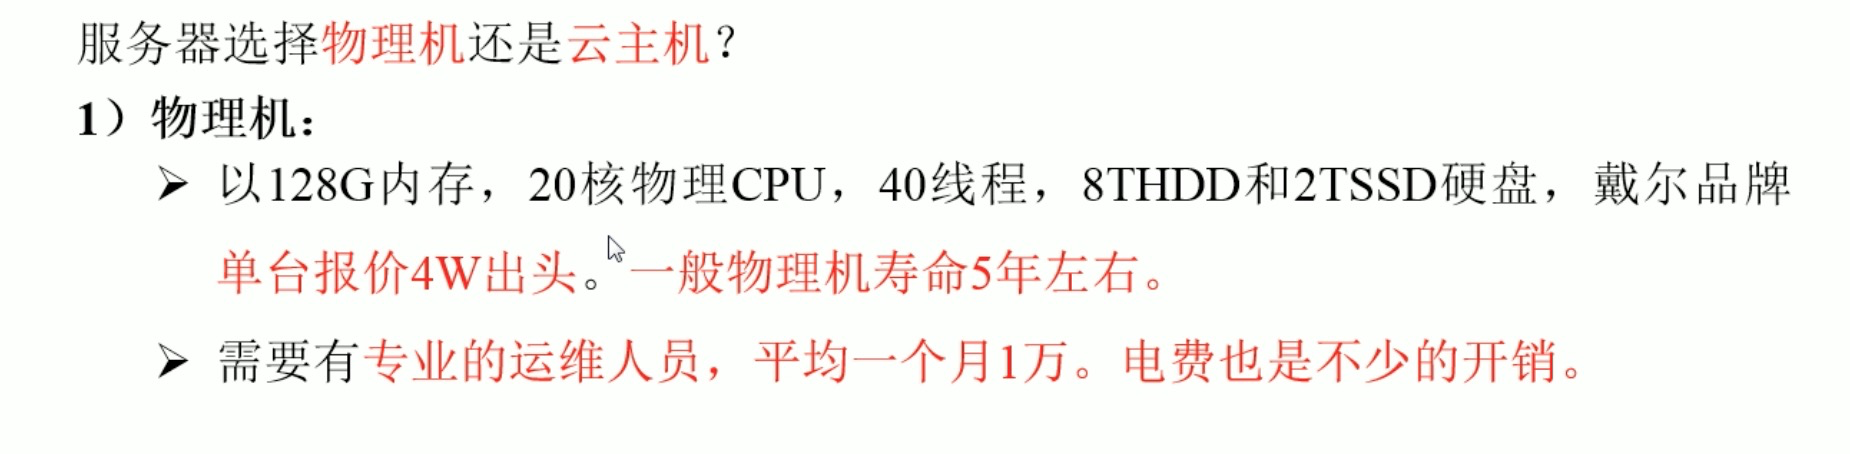 服务器选择物理机还是云主机？
1）物理机：
➢ 以128G内存，20核物理CPU，40线程，8THDD和2TSSD硬盘，戴尔品牌
单台报价4W出头。一般物理机寿命5年左右。
➢ 需要有专业的运维人员，平均一个月1万。电费也是不少的开销。